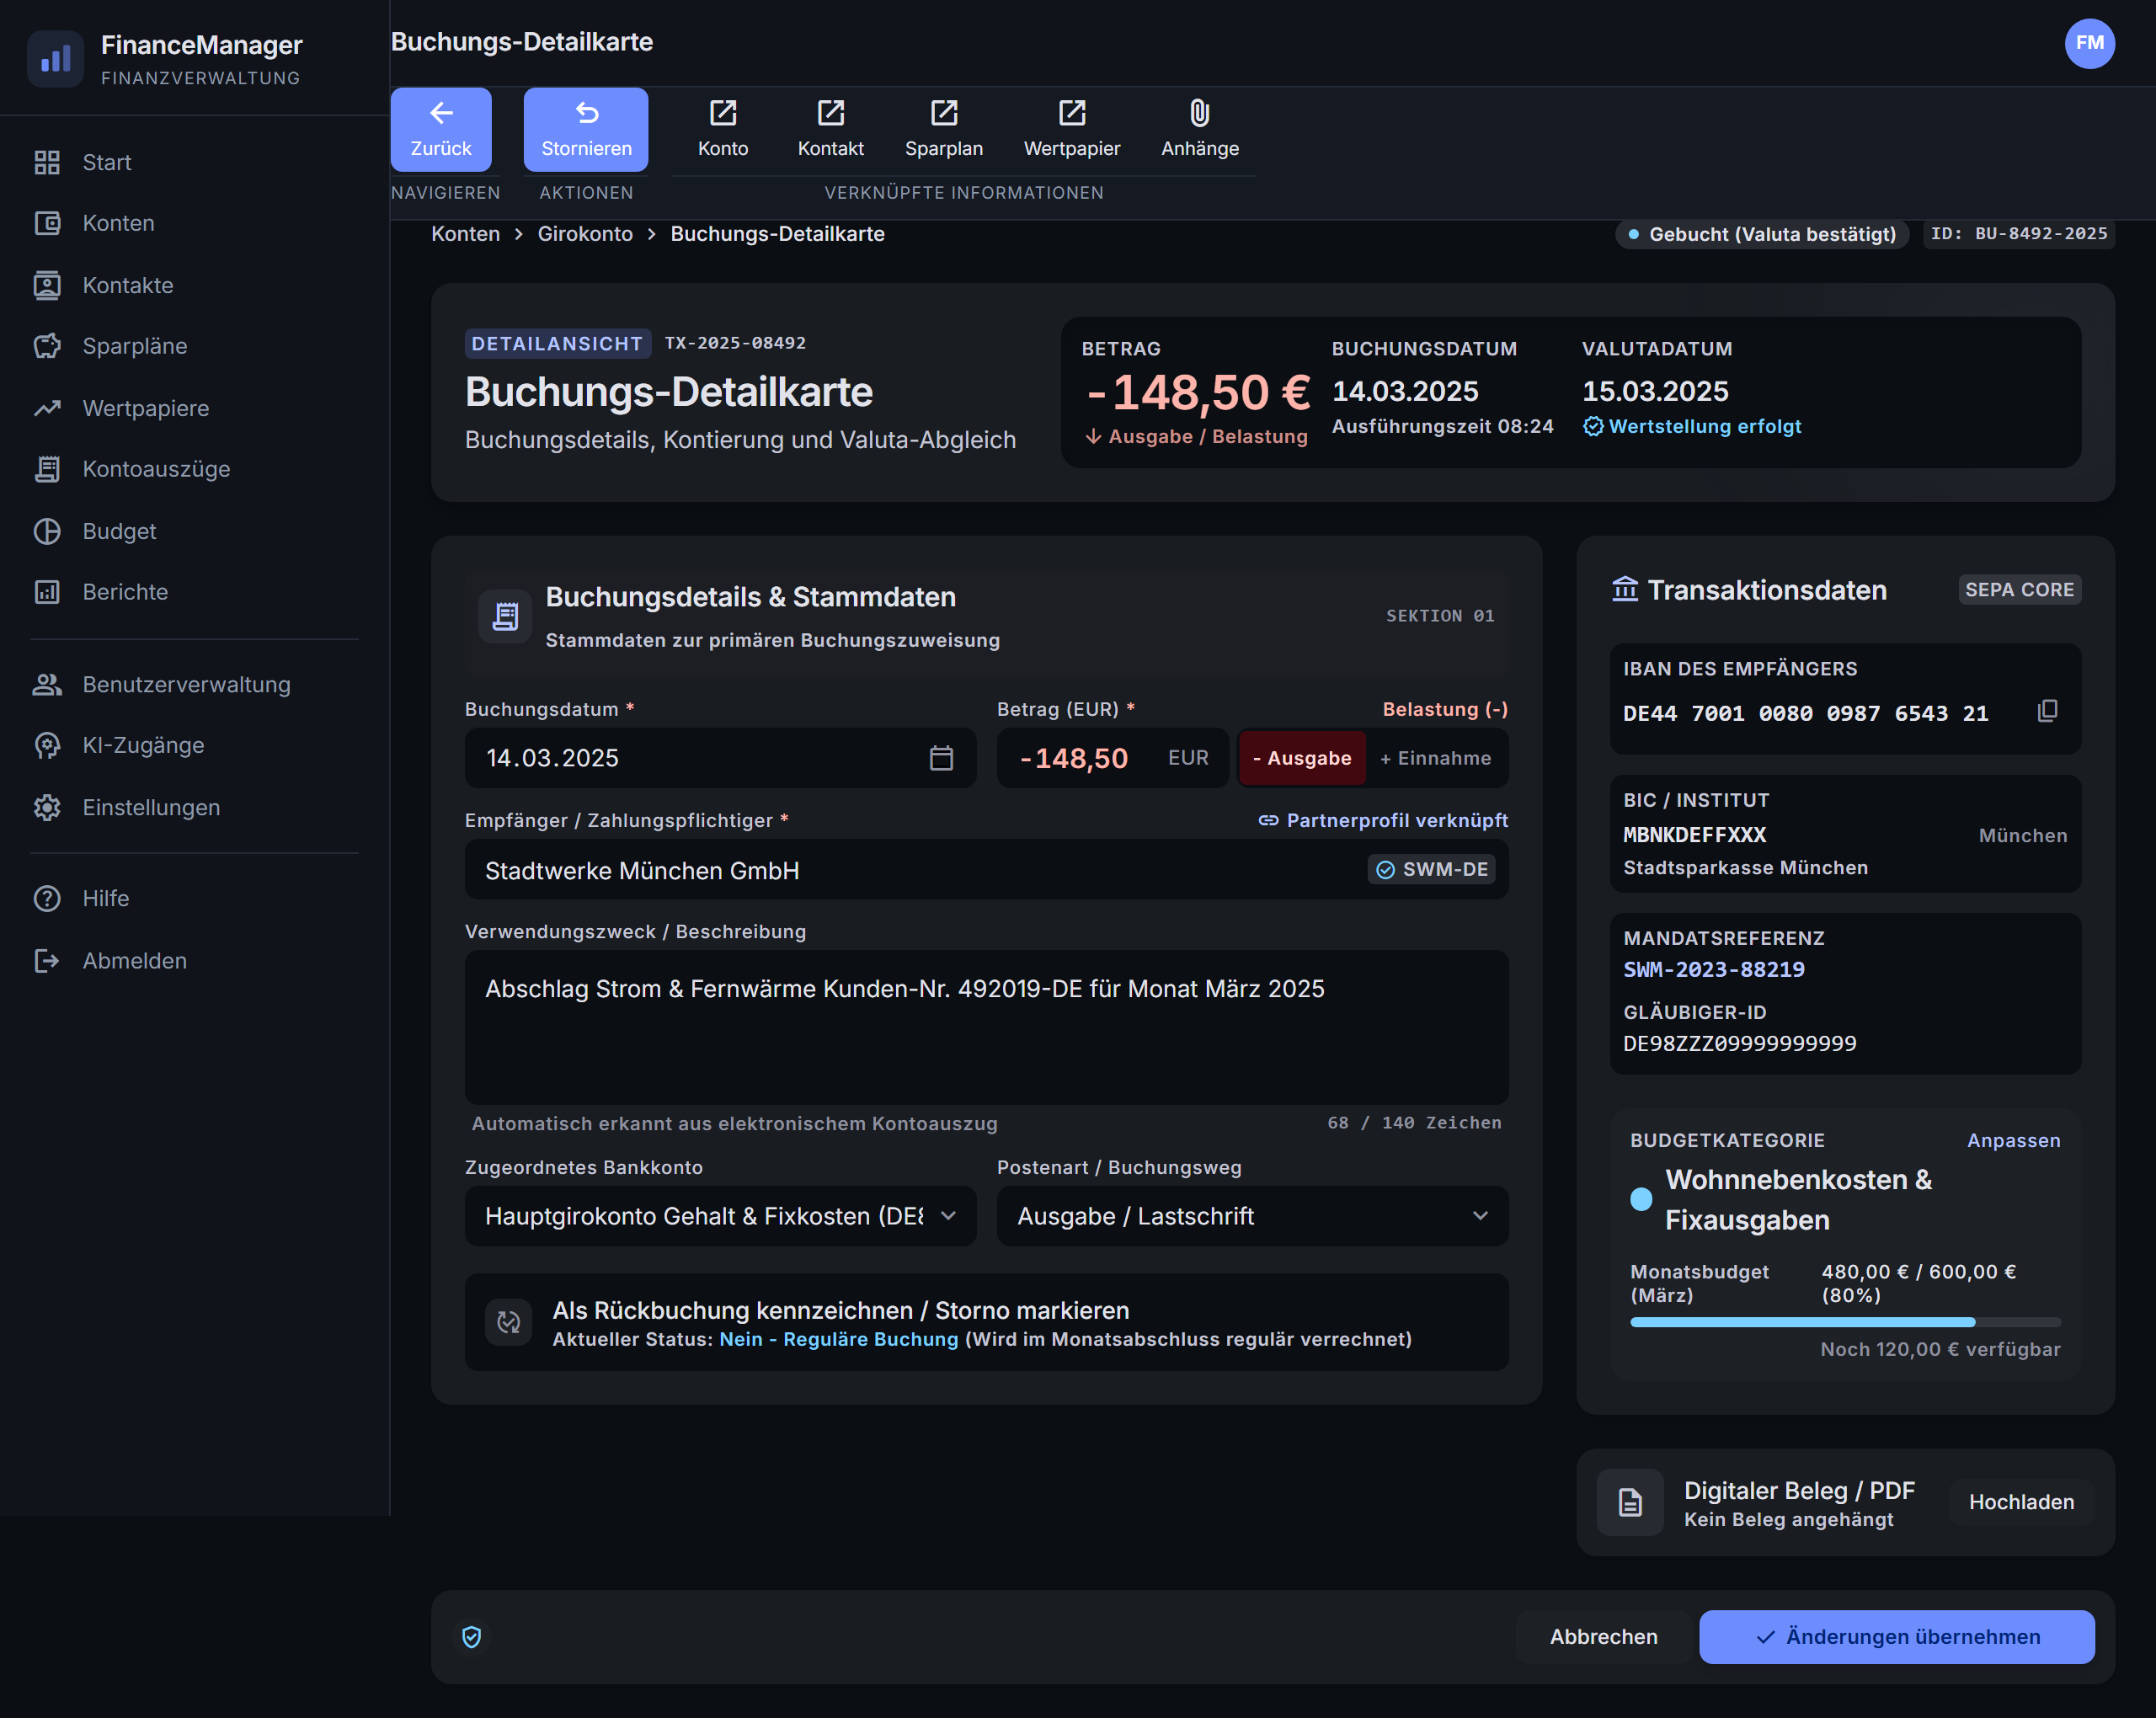 FinanceManager
FINANZVERWALTUNG
Start
Konten
Kontakte
Sparpläne
Wertpapiere
Kontoauszüge
Budget
Berichte
Benutzerverwaltung
KI-Zugänge
Einstellungen
Hilfe
Abmelden
Buchungs-Detailkarte
FM
Zurück
NAVIGIEREN
Stornieren
AKTIONEN
Konto
Kontakt
Sparplan
Wertpapier
Anhänge
VERKNÜPFTE INFORMATIONEN
Konten > Girokonto > Buchungs-Detailkarte
Gebucht (Valuta bestätigt)
ID: BU-8492-2025
DETAILANSICHT TX-2025-08492
Buchungs-Detailkarte
Buchungsdetails, Kontierung und Valuta-Abgleich
BETRAG
-148,50 €
Ausgabe / Belastung
BUCHUNGSDATUM
14.03.2025
Ausführungszeit 08:24
VALUTADATUM
15.03.2025
Wertstellung erfolgt
Buchungsdetails & Stammdaten
Stammdaten zur primären Buchungszuweisung
SEKTION 01
Buchungsdatum *
14.03.2025
Betrag (EUR) *
Belastung (-)
-148,50 EUR
- Ausgabe
+ Einnahme
Empfänger / Zahlungspflichtiger *
Partnerprofil verknüpft
Stadtwerke München GmbH
SWM-DE
Verwendungszweck / Beschreibung
Abschlag Strom & Fernwärme Kunden-Nr. 492019-DE für Monat März 2025
Automatisch erkannt aus elektronischem Kontoauszug
68 / 140 Zeichen
Zugeordnetes Bankkonto
Hauptgirokonto Gehalt & Fixkosten (DE8
Postenart / Buchungsweg
Ausgabe / Lastschrift
Als Rückbuchung kennzeichnen / Storno markieren
Aktueller Status: Nein - Reguläre Buchung (Wird im Monatsabschluss regulär verrechnet)
Transaktionsdaten
SEPA CORE
IBAN DES EMPFÄNGERS
DE44 7001 0080 0987 6543 21
BIC / INSTITUT
MBNKDEFFXXX
München
Stadtsparkasse München
MANDATSREFERENZ
SWM-2023-88219
GLÄUBIGER-ID
DE98ZZZ09999999999
BUDGETKATEGORIE
Anpassen
Wohnnebenkosten &
Fixausgaben
Monatsbudget
(März)
480,00 € / 600,00 €
(80%)
Noch 120,00 € verfügbar
Digitaler Beleg / PDF
Kein Beleg angehängt
Hochladen
Abbrechen
Änderungen übernehmen